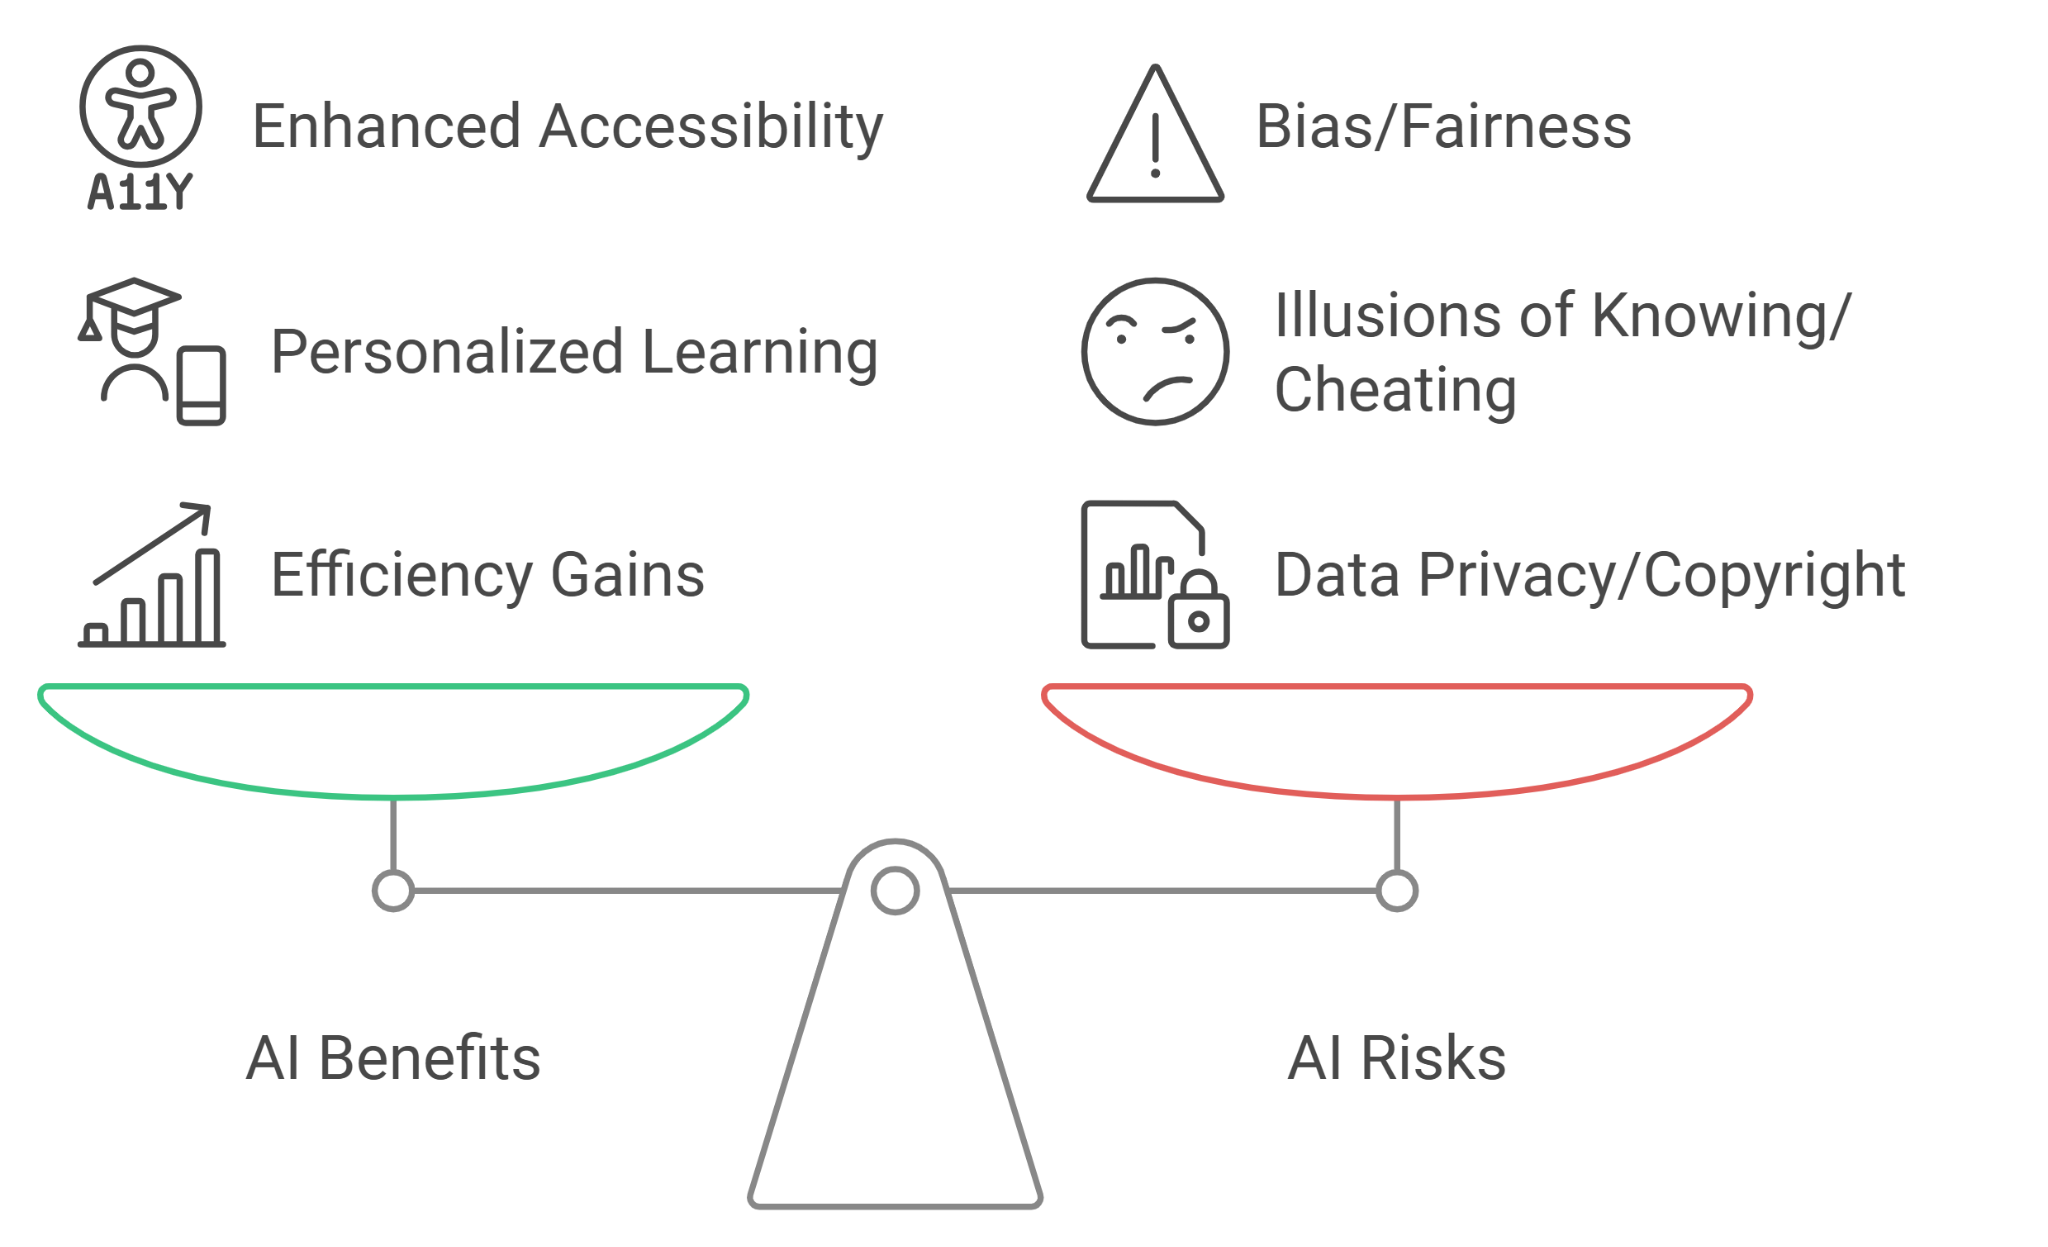 Enhanced Accessibility
A11Y
Personalized Learning
Efficiency Gains
Bias/Fairness
Illusions of Knowing/
Cheating
Data Privacy/Copyright
AI Benefits
AI Risks